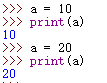 >>> a = 10
>>> print(a)
10
>>> a = 20
>>> print(a)
20